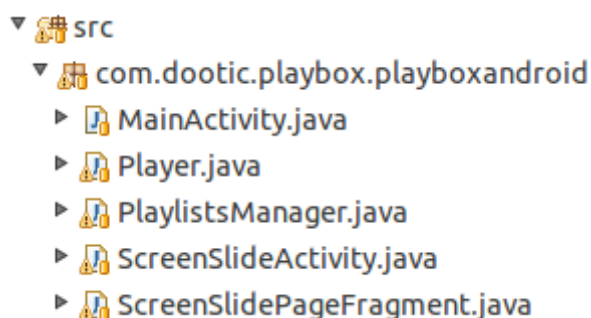 src
com.dootic.playbox.playboxandroid
MainActivity.java
Player.java
PlaylistsManager.java
ScreenSlideActivity.java
ScreenSlidePageFragment.java